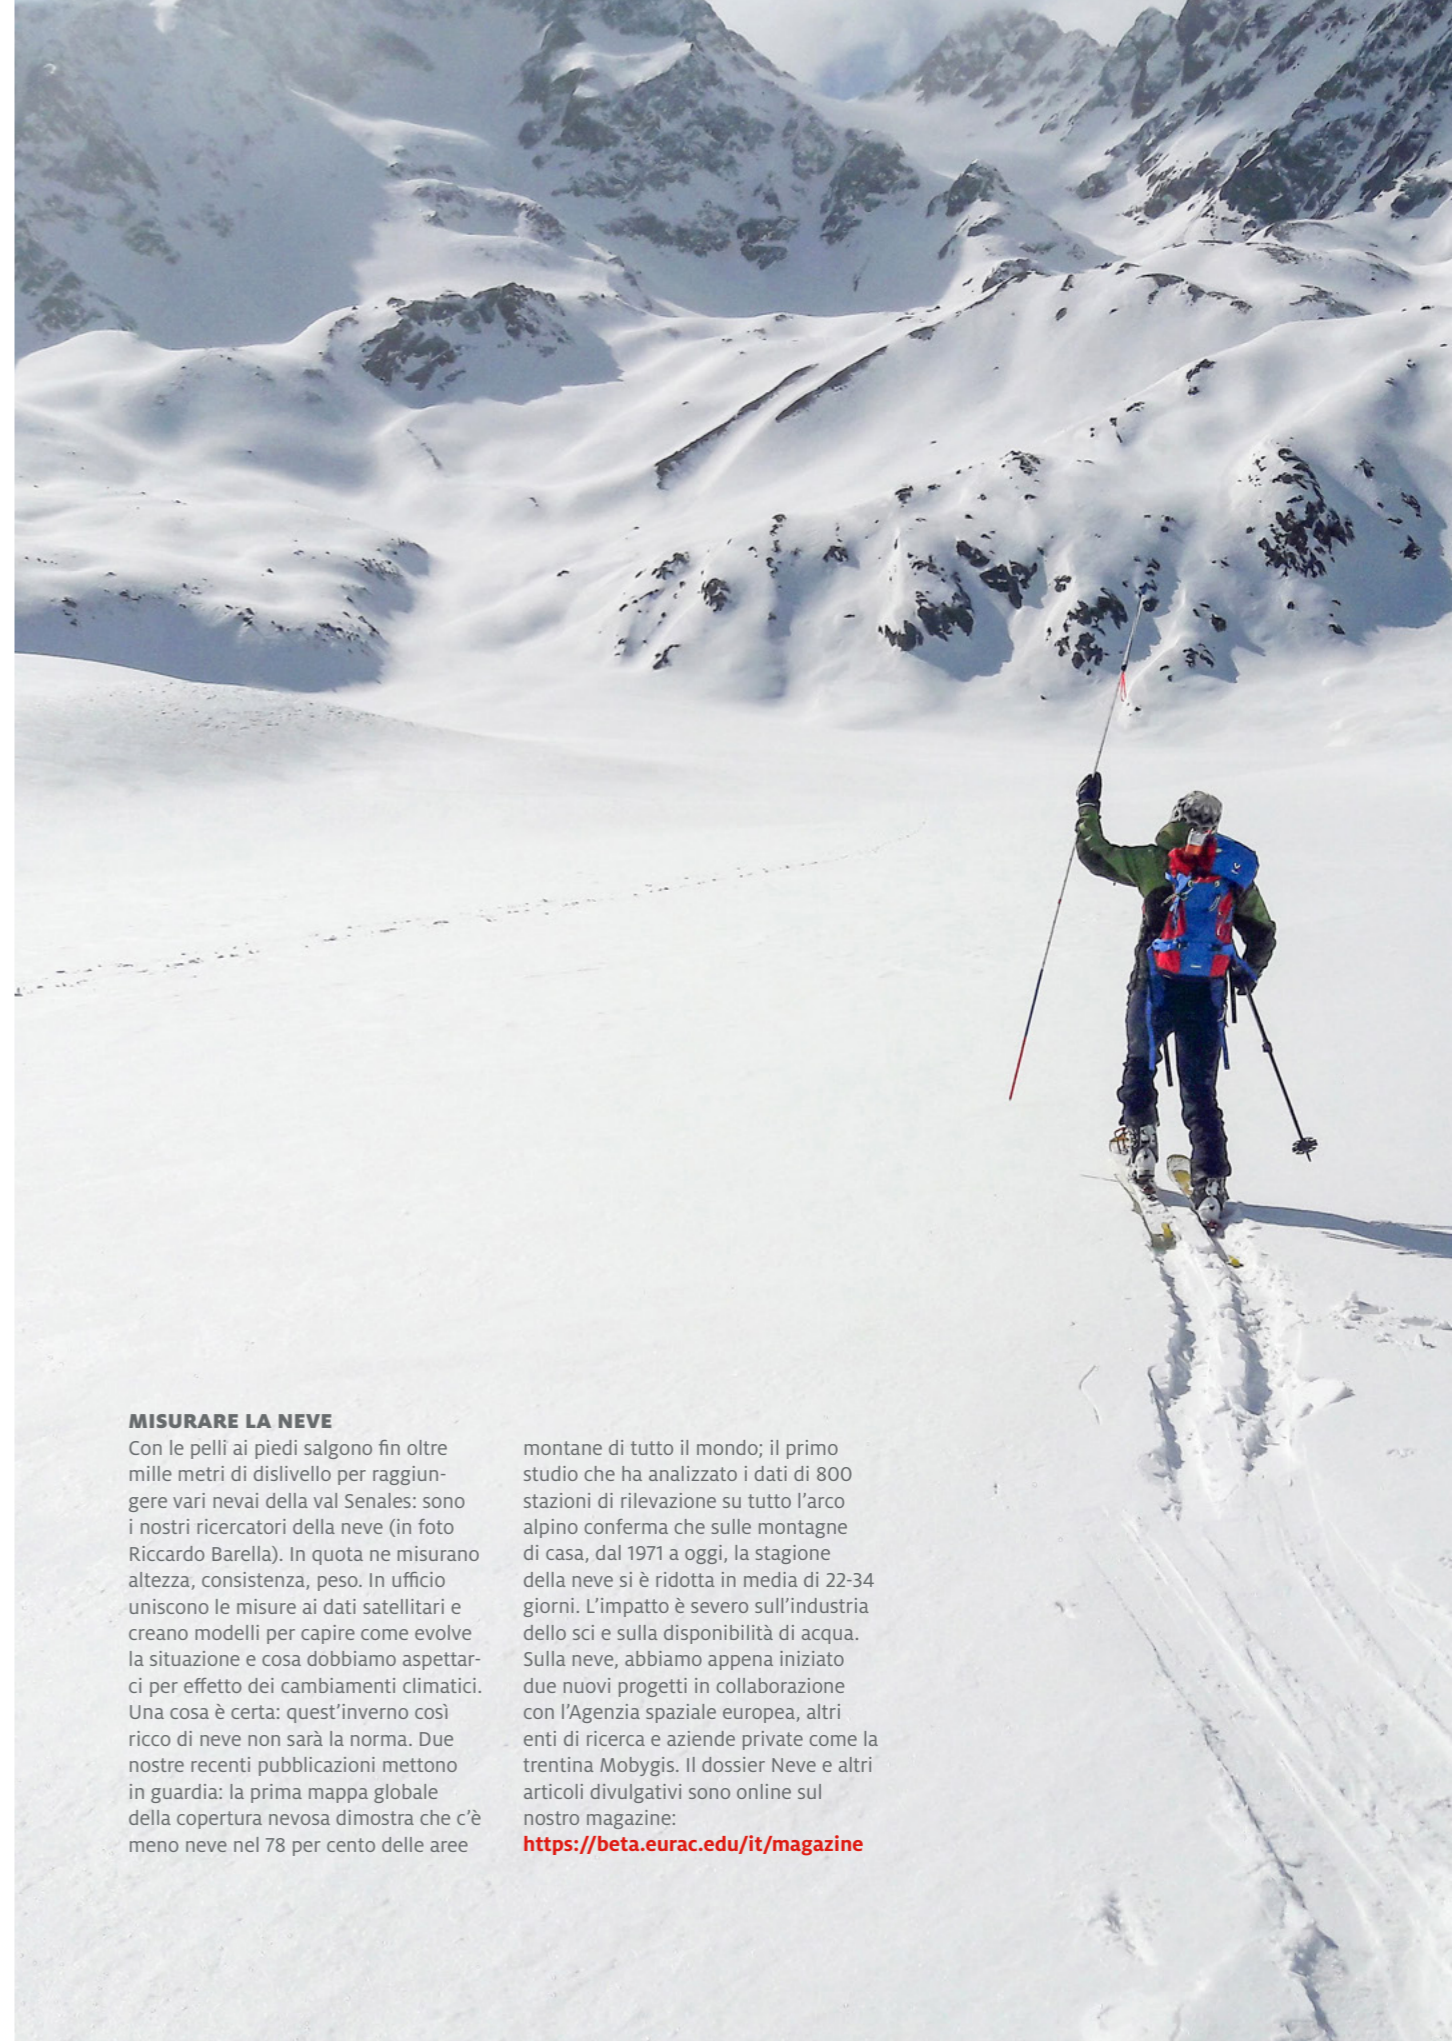 MISURARE LA NEVE
Con le pelli ai piedi salgono fin oltre
mille metri di dislivello per raggiun-
gere vari nevai della val Senales: sono
i nostri ricercatori della neve (in foto
Riccardo Barella). In quota ne misurano
altezza, consistenza, peso. In ufficio
uniscono le misure ai dati satellitari e
creano modelli per capire come evolve
la situazione e cosa dobbiamo aspettar-
ci per effetto dei cambiamenti climatici.
Una cosa è certa: quest'inverno così
ricco di neve non sarà la norma. Due
nostre recenti pubblicazioni mettono
in guardia: la prima mappa globale
della copertura nevosa dimostra che c'è
meno neve nel 78 per cento delle aree
montane di tutto il mondo; il primo
studio che ha analizzato i dati di 800
stazioni di rilevazione su tutto l'arco
alpino conferma che sulle montagne
di casa, dal 1971 a oggi, la stagione
della neve si è ridotta in media di 22-34
giorni. L'impatto è severo sull'industria
dello sci e sulla disponibilità di acqua.
Sulla neve, abbiamo appena iniziato
due nuovi progetti in collaborazione
con l'Agenzia spaziale europea, altri
enti di ricerca e aziende private come la
trentina Mobygis. Il dossier Neve e altri
articoli divulgativi sono online sul
nostro magazine:
https://beta.eurac.edu/it/magazine